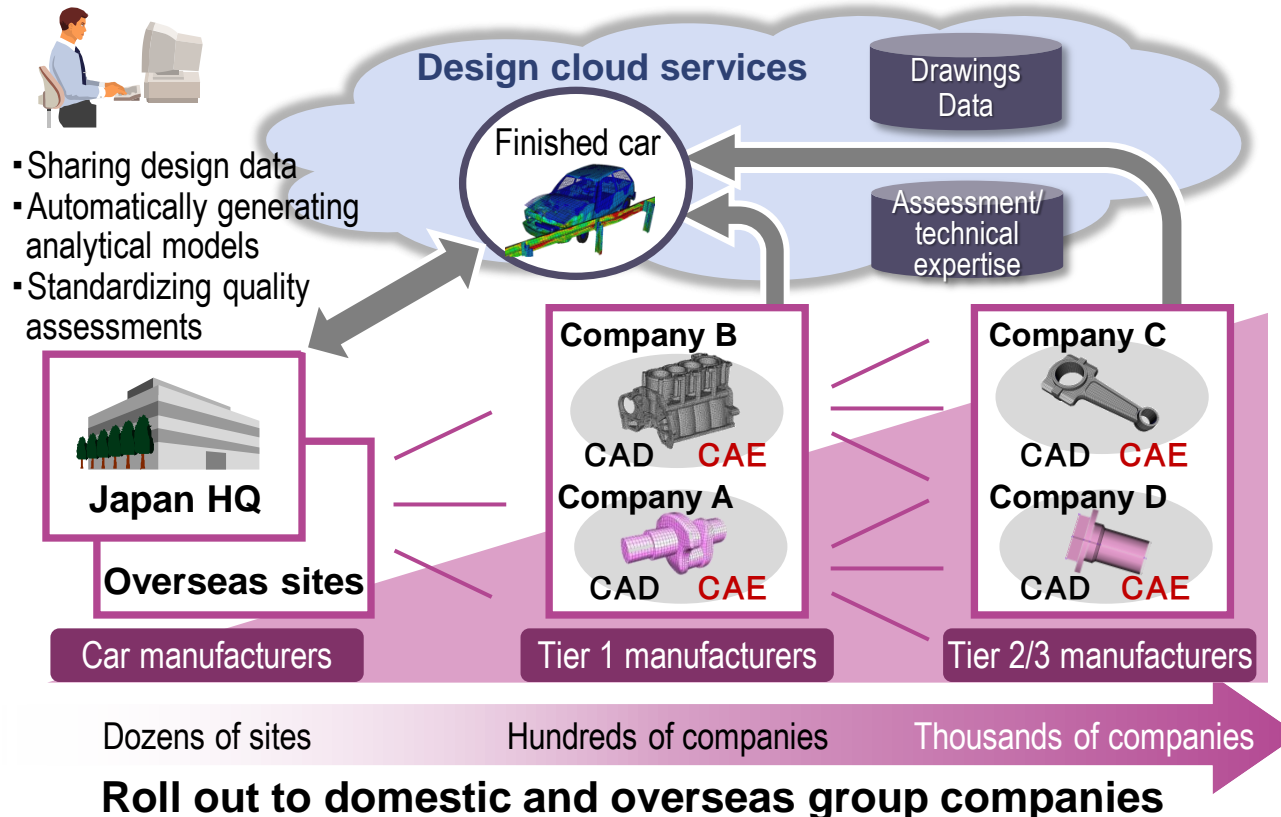 Design cloud services
Drawings
Data
Finished car
Assessment/
technical
expertise
▪Sharing design data
▪Automatically generating
analytical models
▪Standardizing quality
assessments
Japan HQ
Overseas sites
Car manufacturers
Company B
CAD CAE
Company A
CAD CAE
Tier 1 manufacturers
Company C
CAD CAE
Company D
CAD CAE
Tier 2/3 manufacturers
Dozens of sites
Hundreds of companies
Thousands of companies
Roll out to domestic and overseas group companies